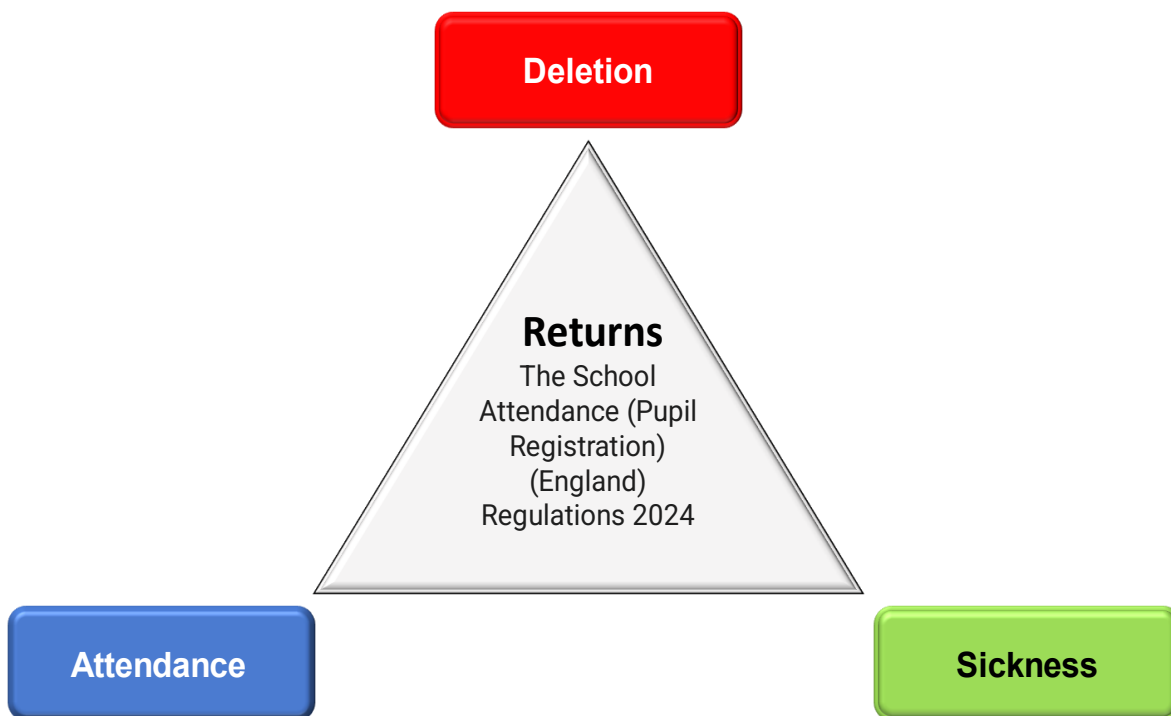 Deletion
Returns
The School
Attendance (Pupil
Registration)
(England)
Regulations 2024
Attendance
Sickness